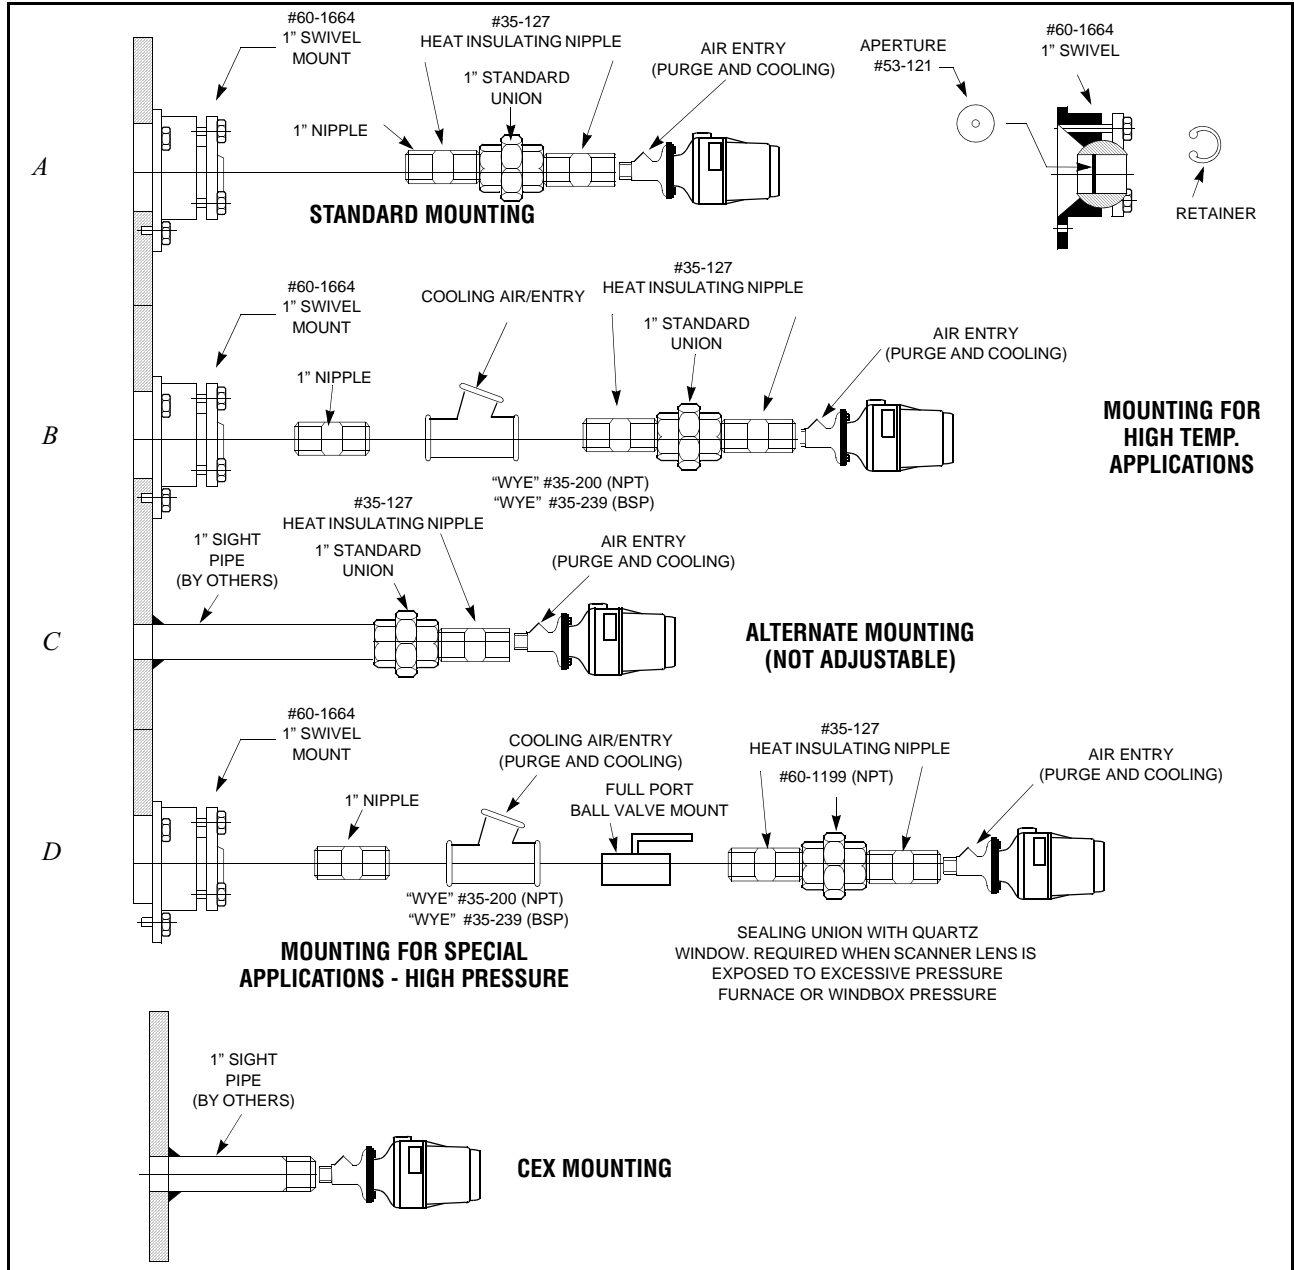 #60-1664
1” SWIVEL
MOUNT
#35-127
HEAT INSULATING NIPPLE
1” STANDARD
UNION
1” NIPPLE
AIR ENTRY
(PURGE AND COOLING)
APERTURE
#53-121
#60-1664
1” SWIVEL
RETAINER
A
STANDARD MOUNTING
#60-1664
1” SWIVEL
MOUNT
1” NIPPLE
COOLING AIR/ENTRY
#35-127
HEAT INSULATING NIPPLE
1” STANDARD
UNION
AIR ENTRY
(PURGE AND COOLING)
B
MOUNTING FOR
HIGH TEMP.
APPLICATIONS
“WYE” #35-200 (NPT)
“WYE” #35-239 (BSP)
1” SIGHT
PIPE
(BY OTHERS)
#35-127
HEAT INSULATING NIPPLE
1” STANDARD
UNION
AIR ENTRY
(PURGE AND COOLING)
C
ALTERNATE MOUNTING
(NOT ADJUSTABLE)
#60-1664
1” SWIVEL
MOUNT
1” NIPPLE
COOLING AIR/ENTRY
(PURGE AND COOLING)
FULL PORT
BALL VALVE MOUNT
#35-127
HEAT INSULATING NIPPLE
#60-1199 (NPT)
AIR ENTRY
(PURGE AND COOLING)
D
“WYE” #35-200 (NPT)
“WYE” #35-239 (BSP)
MOUNTING FOR SPECIAL
APPLICATIONS - HIGH PRESSURE
SEALING UNION WITH QUARTZ
WINDOW. REQUIRED WHEN SCANNER LENS IS
EXPOSED TO EXCESSIVE PRESSURE
FURNACE OR WINDBOX PRESSURE
1” SIGHT
PIPE
(BY OTHERS)
CEX MOUNTING